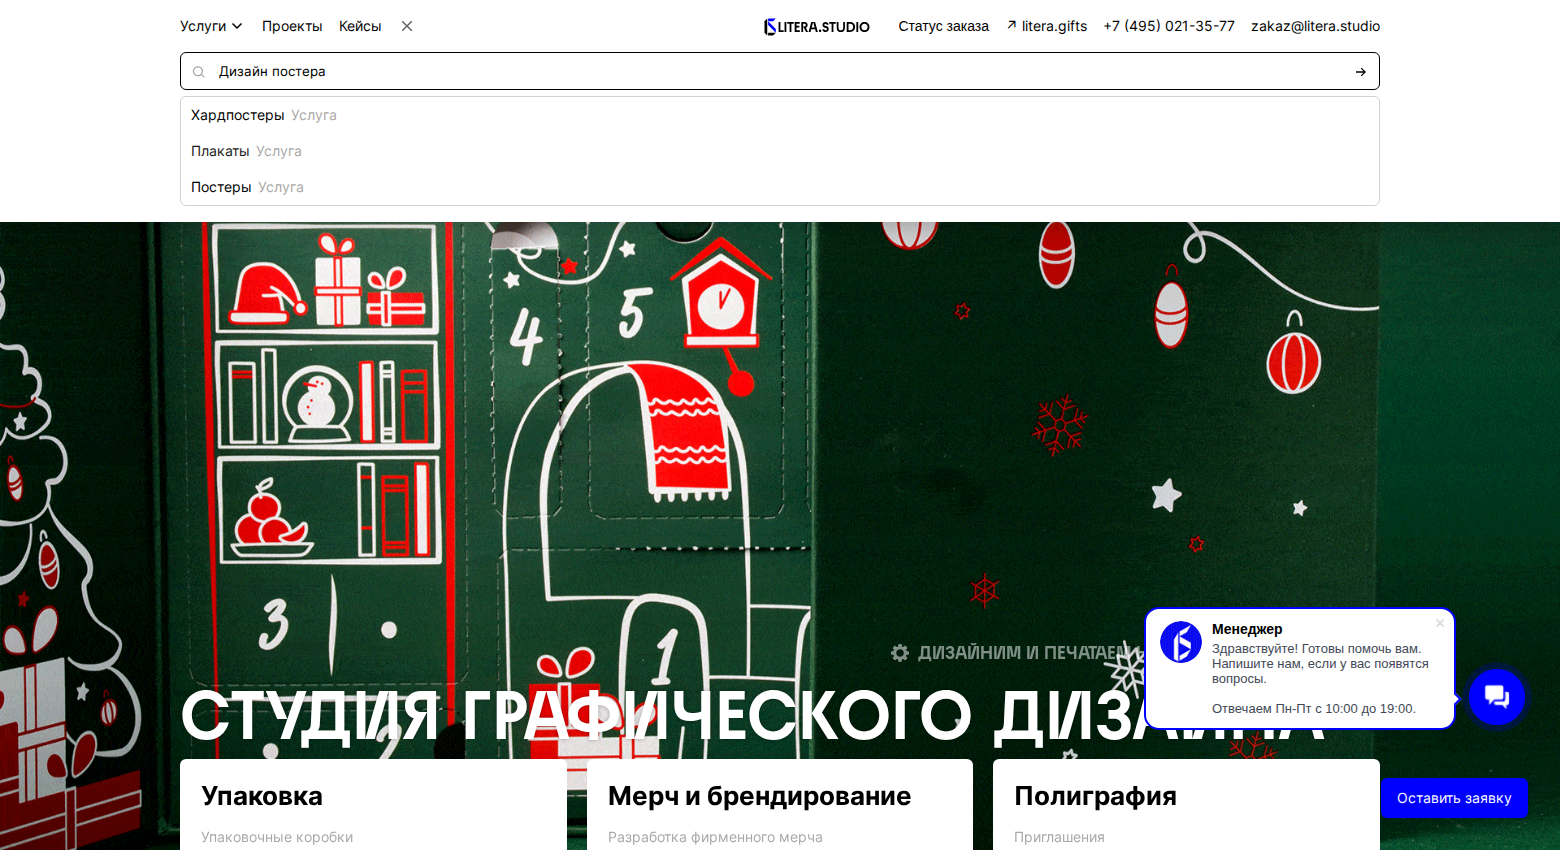 Услуги
Проекты
Кейсы
LITERA.STUDIO
Статус заказа
litera.gifts
+7 (495) 021-35-77
zakaz@litera.studio
Дизайн постера
Хардпостеры Услуга
Плакаты Услуга
Постеры Услуга
4
5
3
1
2
ДИЗАЙНИМ И ПЕЧАТАЕМ
СТУДИЯ ГРАФИЧЕСКОГО ДИЗАЙНА
Менеджер
Здравствуйте! Готовы помочь вам.
Напишите нам, если у вас появятся
вопросы.
Отвечаем Пн-Пт с 10:00 до 19:00.
Упаковка
Упаковочные коробки
Мерч и брендирование
Разработка фирменного мерча
Полиграфия
Приглашения
Оставить заявку